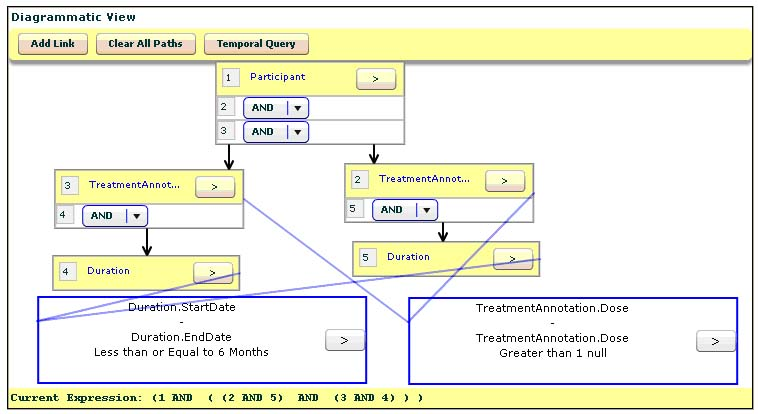 Diagrammatic View
Add Link Clear All Paths Temporal Query
1 Participant >
2 AND
3 AND
3 TreatmentAnnot... >
2 TreatmentAnnot... >
4 AND
5 AND
4 Duration >
5 Duration >
Duration.StartDate
-
Duration.EndDate
Less than or Equal to 6 Months
>
TreatmentAnnotation.Dose
-
TreatmentAnnotation.Dose
Greater than 1 null
>
Current Expression: (1 AND ( (2 AND 5) AND (3 AND 4) ) )